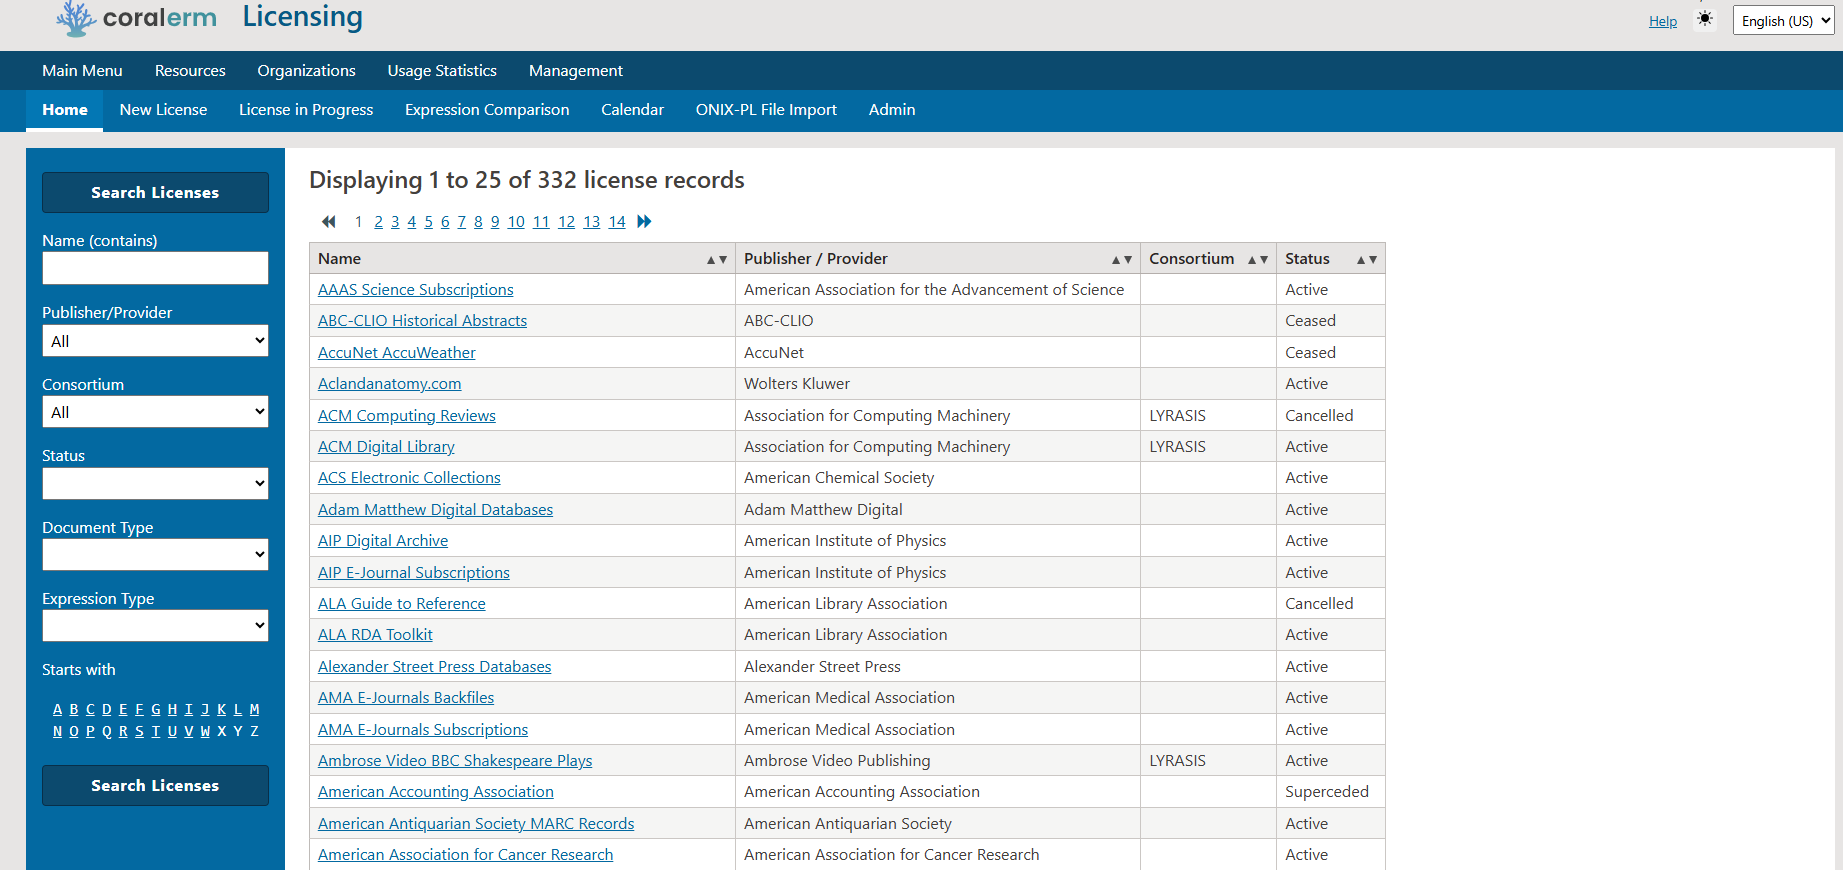 coralerm Licensing
Help English (US)
Main Menu Resources Organizations Usage Statistics Management
Home New License License in Progress Expression Comparison Calendar ONIX-PL File Import Admin
Search Licenses
Name (contains)
Publisher/Provider
All
Consortium
All
Status
Document Type
Expression Type
Starts with
A B C D E F G H I J K L M
N O P Q R S T U V W X Y Z
Search Licenses
Displaying 1 to 25 of 332 license records
1 2 3 4 5 6 7 8 9 10 11 12 13 14
Name Publisher / Provider Consortium Status
AAAS Science Subscriptions American Association for the Advancement of Science Active
ABC-CLIO Historical Abstracts ABC-CLIO Ceased
AccuNet AccuWeather AccuNet Ceased
Aclandanatomy.com Wolters Kluwer Active
ACM Computing Reviews Association for Computing Machinery LYRASIS Cancelled
ACM Digital Library Association for Computing Machinery LYRASIS Active
ACS Electronic Collections American Chemical Society Active
Adam Matthew Digital Databases Adam Matthew Digital Active
AIP Digital Archive American Institute of Physics Active
AIP E-Journal Subscriptions American Institute of Physics Active
ALA Guide to Reference American Library Association Cancelled
ALA RDA Toolkit American Library Association Active
Alexander Street Press Databases Alexander Street Press Active
AMA E-Journals Backfiles American Medical Association Active
AMA E-Journals Subscriptions American Medical Association Active
Ambrose Video BBC Shakespeare Plays Ambrose Video Publishing LYRASIS Active
American Accounting Association American Accounting Association Superceded
American Antiquarian Society MARC Records American Antiquarian Society Active
American Association for Cancer Research American Association for Cancer Research Active